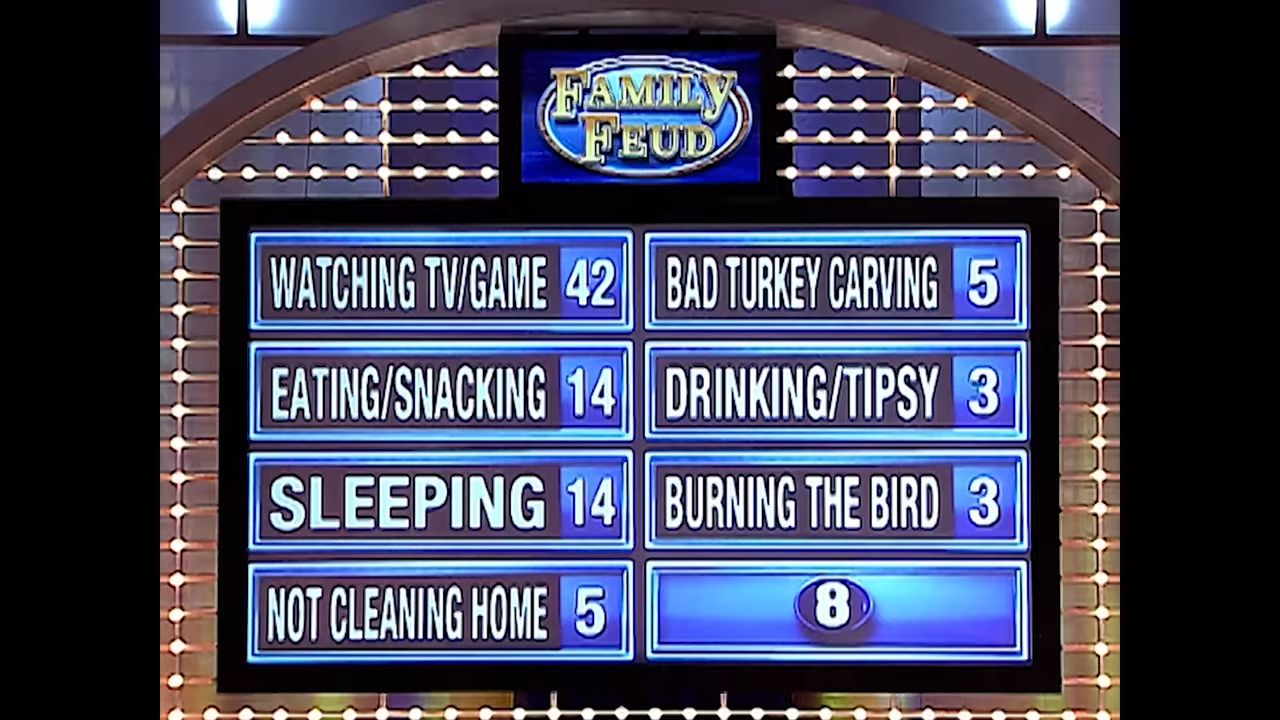 FAMILY
FEUD
WATCHING TV/GAME 42
EATING/SNACKING 14
SLEEPING 14
NOT CLEANING HOME 5
BAD TURKEY CARVING 5
DRINKING/TIPSY 3
BURNING THE BIRD 3
8